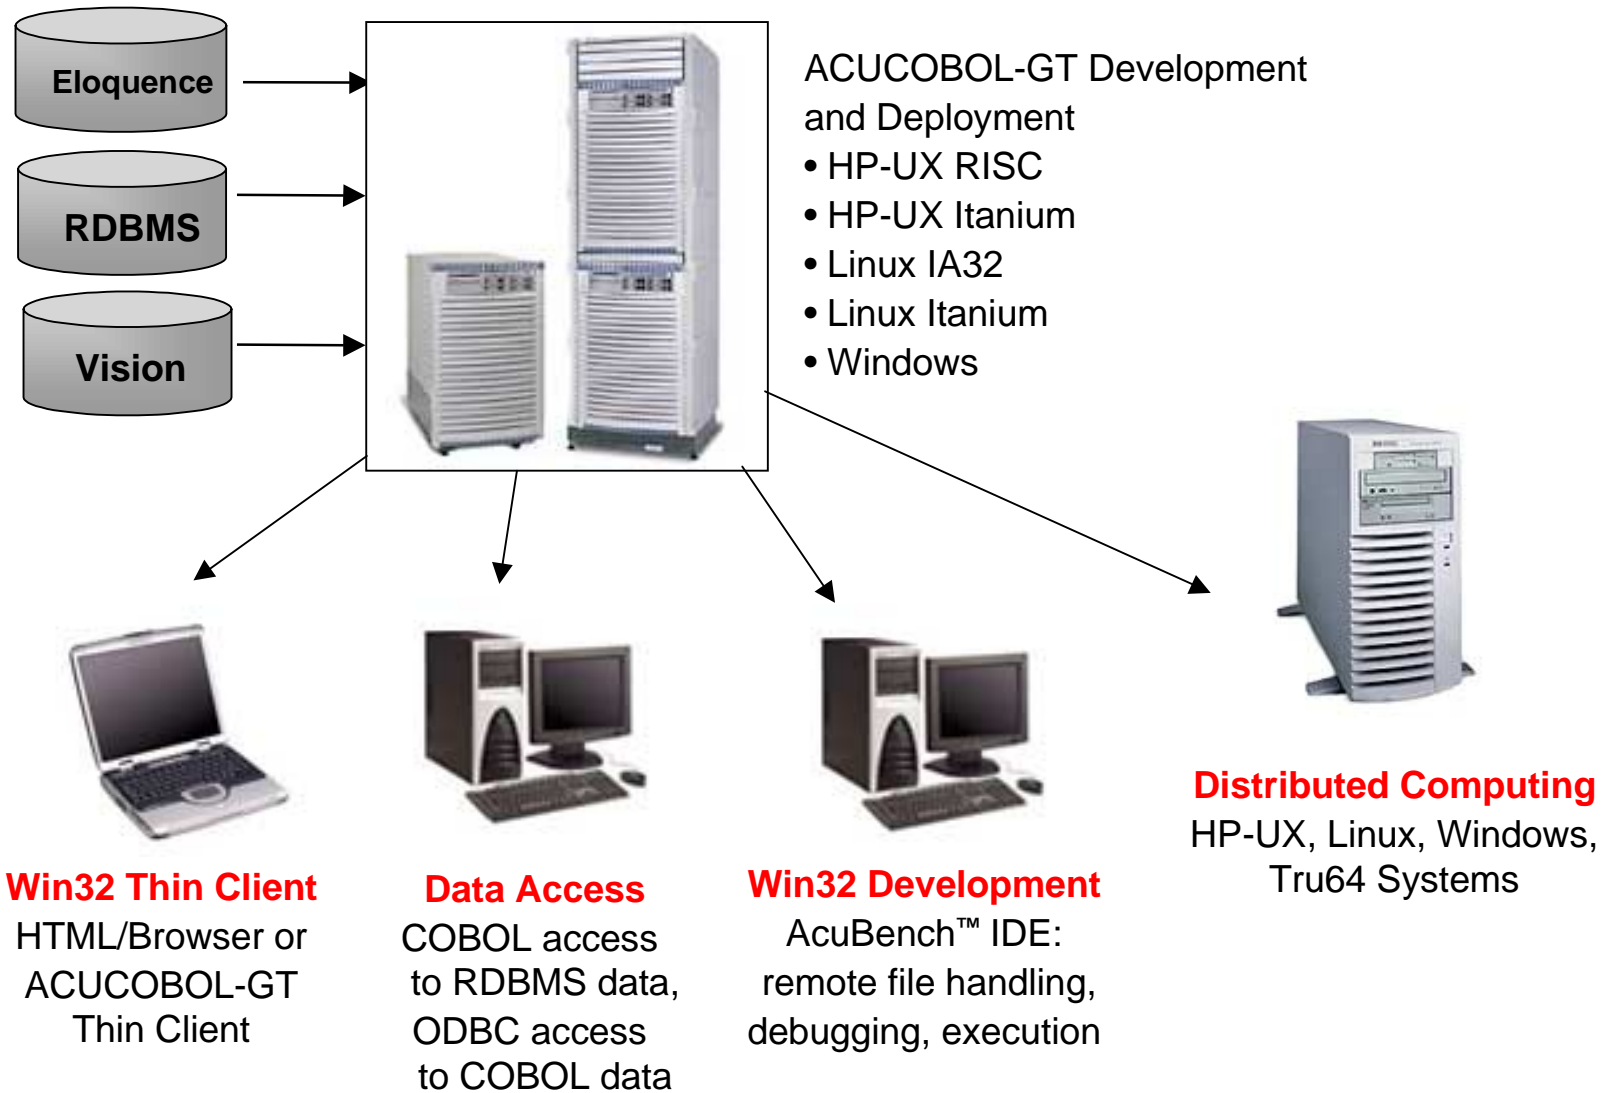 Eloquence
RDBMS
Vision
ACUCOBOL-GT Development
and Deployment
• HP-UX RISC
• HP-UX Itanium
• Linux IA32
• Linux Itanium
• Windows
Win32 Thin Client
HTML/Browser or
ACUCOBOL-GT
Thin Client
Data Access
COBOL access
to RDBMS data,
ODBC access
to COBOL data
Win32 Development
AcuBench™ IDE:
remote file handling,
debugging, execution
Distributed Computing
HP-UX, Linux, Windows,
Tru64 Systems